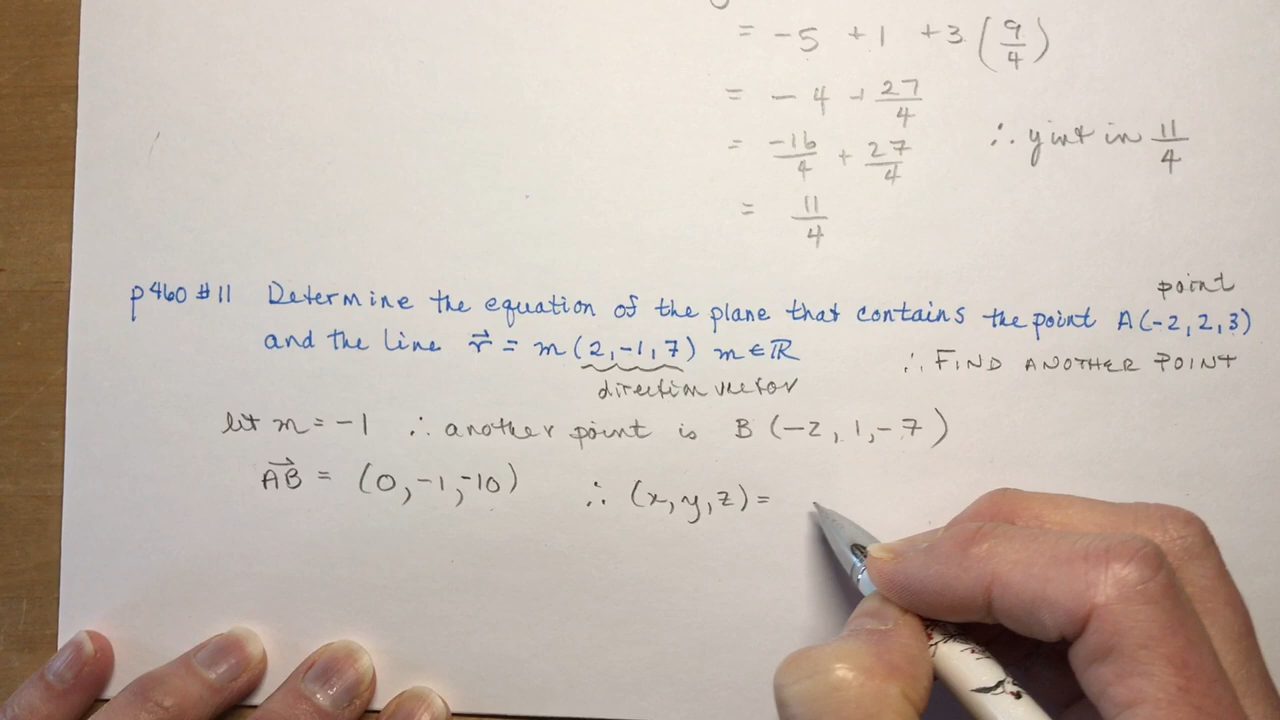 = -5 + 1 + 3 (9/4)
= -4 + 27/4
= -16/4 + 27/4 ∴ y int in 11/4
= 11/4
point
p460 #11 Determine the equation of the plane that contains the point A(-2, 2, 3)
and the line r⃗ = m(2, -1, 7) m ∈ ℝ ∴ FIND ANOTHER POINT
direction vector
let m = -1 ∴ another point is B (-2, 1, -7)
AB⃗ = (0, -1, -10) ∴ (x, y, z) =